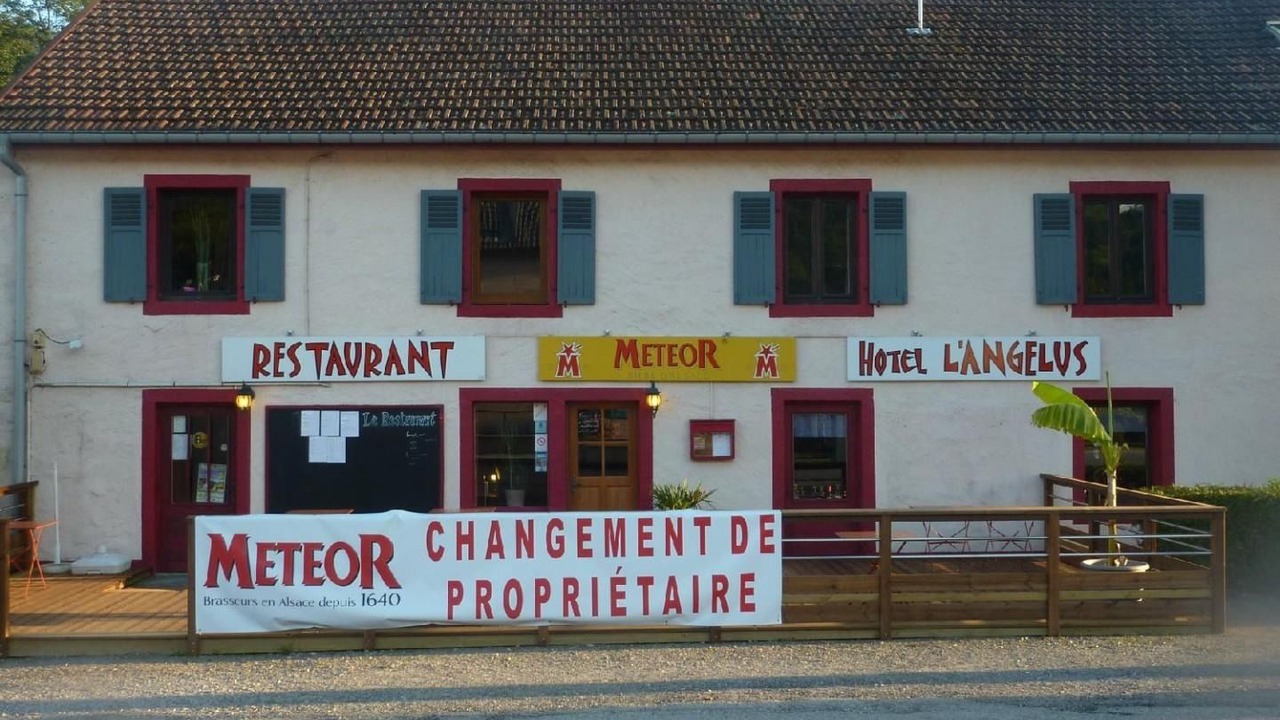 RESTAURANT
METEOR
HOTEL L'ANGELUS
Le Restaurant
METEOR
Brasseurs en Alsace depuis 1640
CHANGEMENT DE
PROPRIÉTAIRE